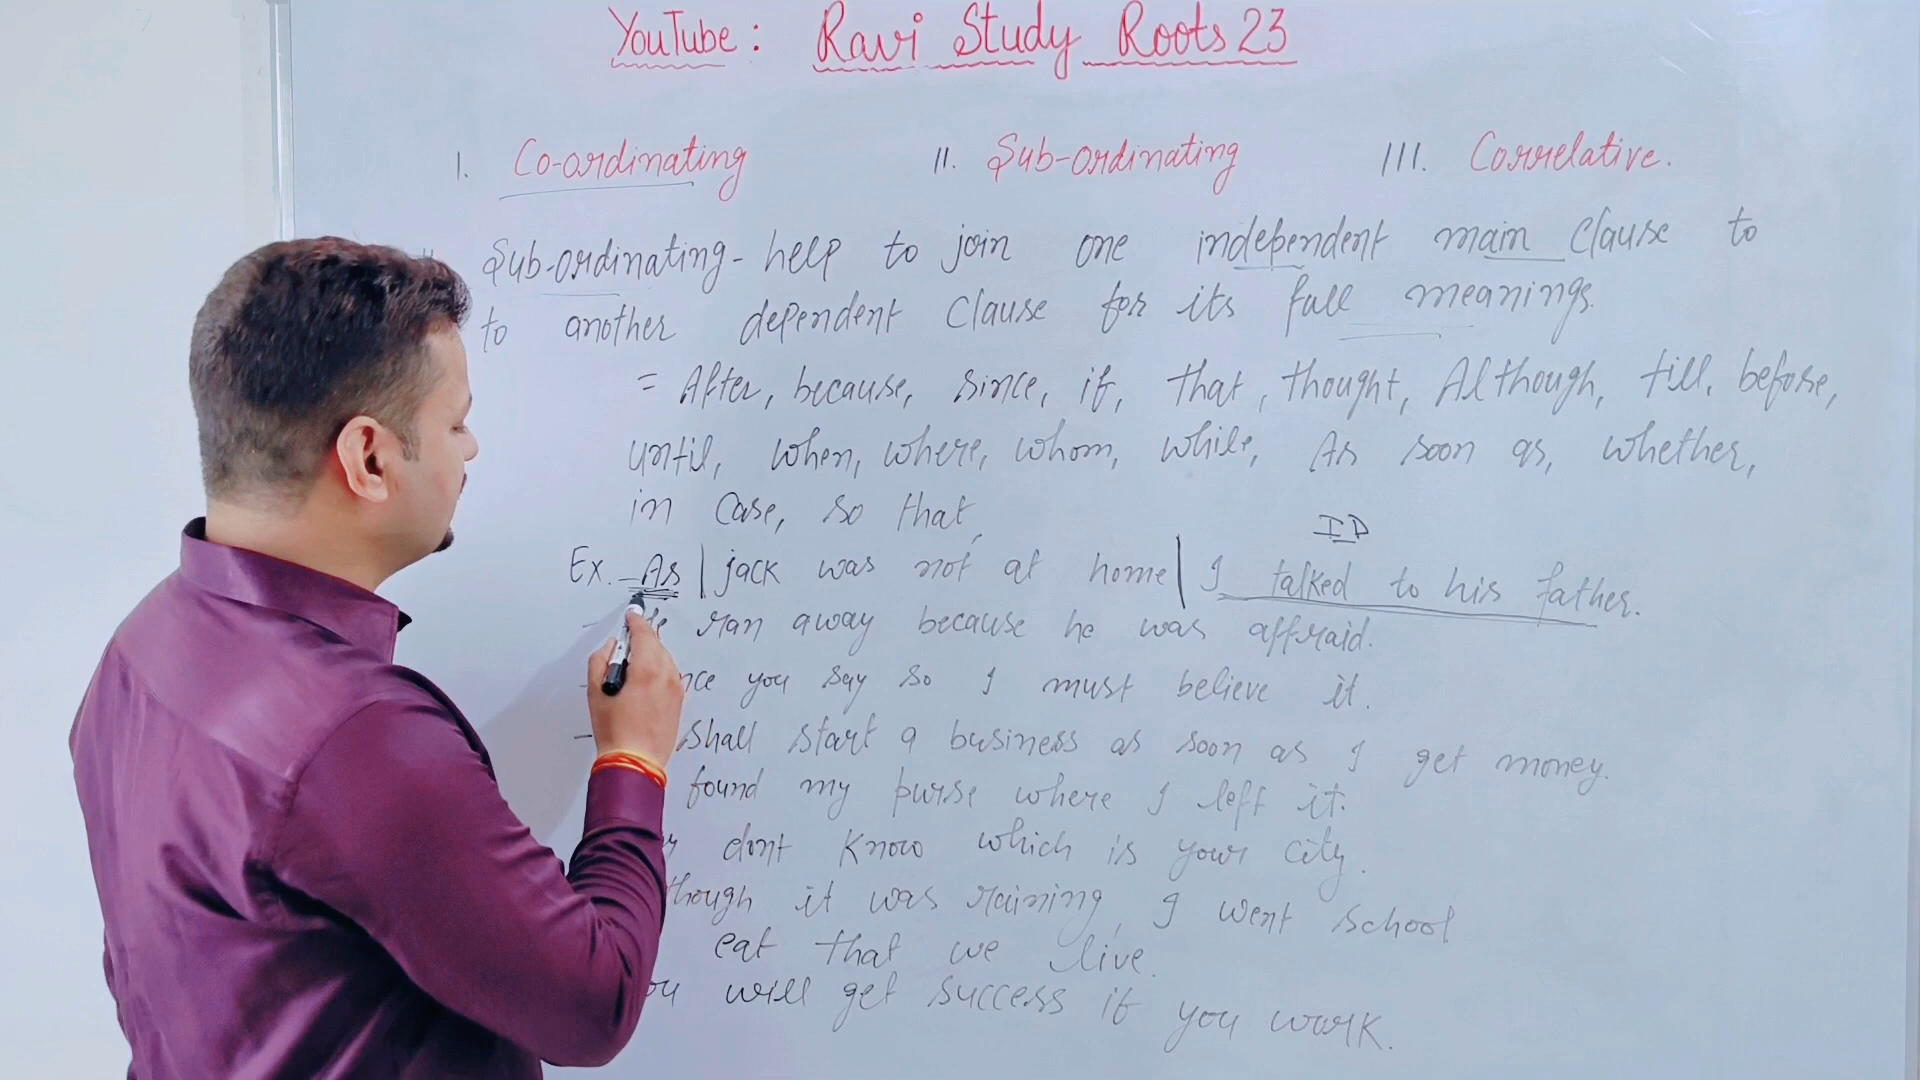 YouTube: Ravi Study Roots 23
I. Co-ordinating II. Sub-ordinating III. Correlative.
Sub-ordinating- help to join one independent main clause to
to another dependent clause for its full meanings.
= After, because, since, if, that, thought, Although, till, before,
until, when, where, whom, while, As soon as, whether,
in case, so that,
ID
Ex. - As | jack was not at home | I talked to his father.
- He ran away because he was affraid.
- you say so I must believe it.
- shall start a business as soon as I get money.
found my purse where I left it.
dont know which is your city.
it was raining, I went school
eat that we live.
will get success if you work.